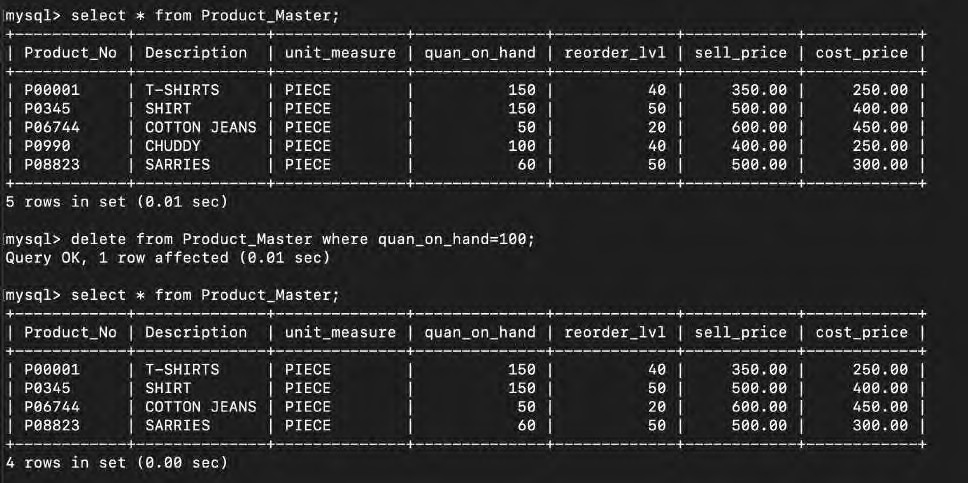 mysql> select * from Product_Master;
+------------+--------------+--------------+--------------+-------------+------------+------------+
| Product_No | Description  | unit_measure | quan_on_hand | reorder_lvl | sell_price | cost_price |
+------------+--------------+--------------+--------------+-------------+------------+------------+
| P00001     | T-SHIRTS     | PIECE        |          150 |          40 |     350.00 |     250.00 |
| P0345      | SHIRT        | PIECE        |          150 |          50 |     500.00 |     400.00 |
| P06744     | COTTON JEANS | PIECE        |           50 |          20 |     600.00 |     450.00 |
| P0990      | CHUDDY       | PIECE        |          100 |          40 |     400.00 |     250.00 |
| P08823     | SARRIES      | PIECE        |           60 |          50 |     500.00 |     300.00 |
+------------+--------------+--------------+--------------+-------------+------------+------------+
5 rows in set (0.01 sec)
mysql> delete from Product_Master where quan_on_hand=100;
Query OK, 1 row affected (0.01 sec)
mysql> select * from Product_Master;
+------------+--------------+--------------+--------------+-------------+------------+------------+
| Product_No | Description  | unit_measure | quan_on_hand | reorder_lvl | sell_price | cost_price |
+------------+--------------+--------------+--------------+-------------+------------+------------+
| P00001     | T-SHIRTS     | PIECE        |          150 |          40 |     350.00 |     250.00 |
| P0345      | SHIRT        | PIECE        |          150 |          50 |     500.00 |     400.00 |
| P06744     | COTTON JEANS | PIECE        |           50 |          20 |     600.00 |     450.00 |
| P08823     | SARRIES      | PIECE        |           60 |          50 |     500.00 |     300.00 |
+------------+--------------+--------------+--------------+-------------+------------+------------+
4 rows in set (0.00 sec)